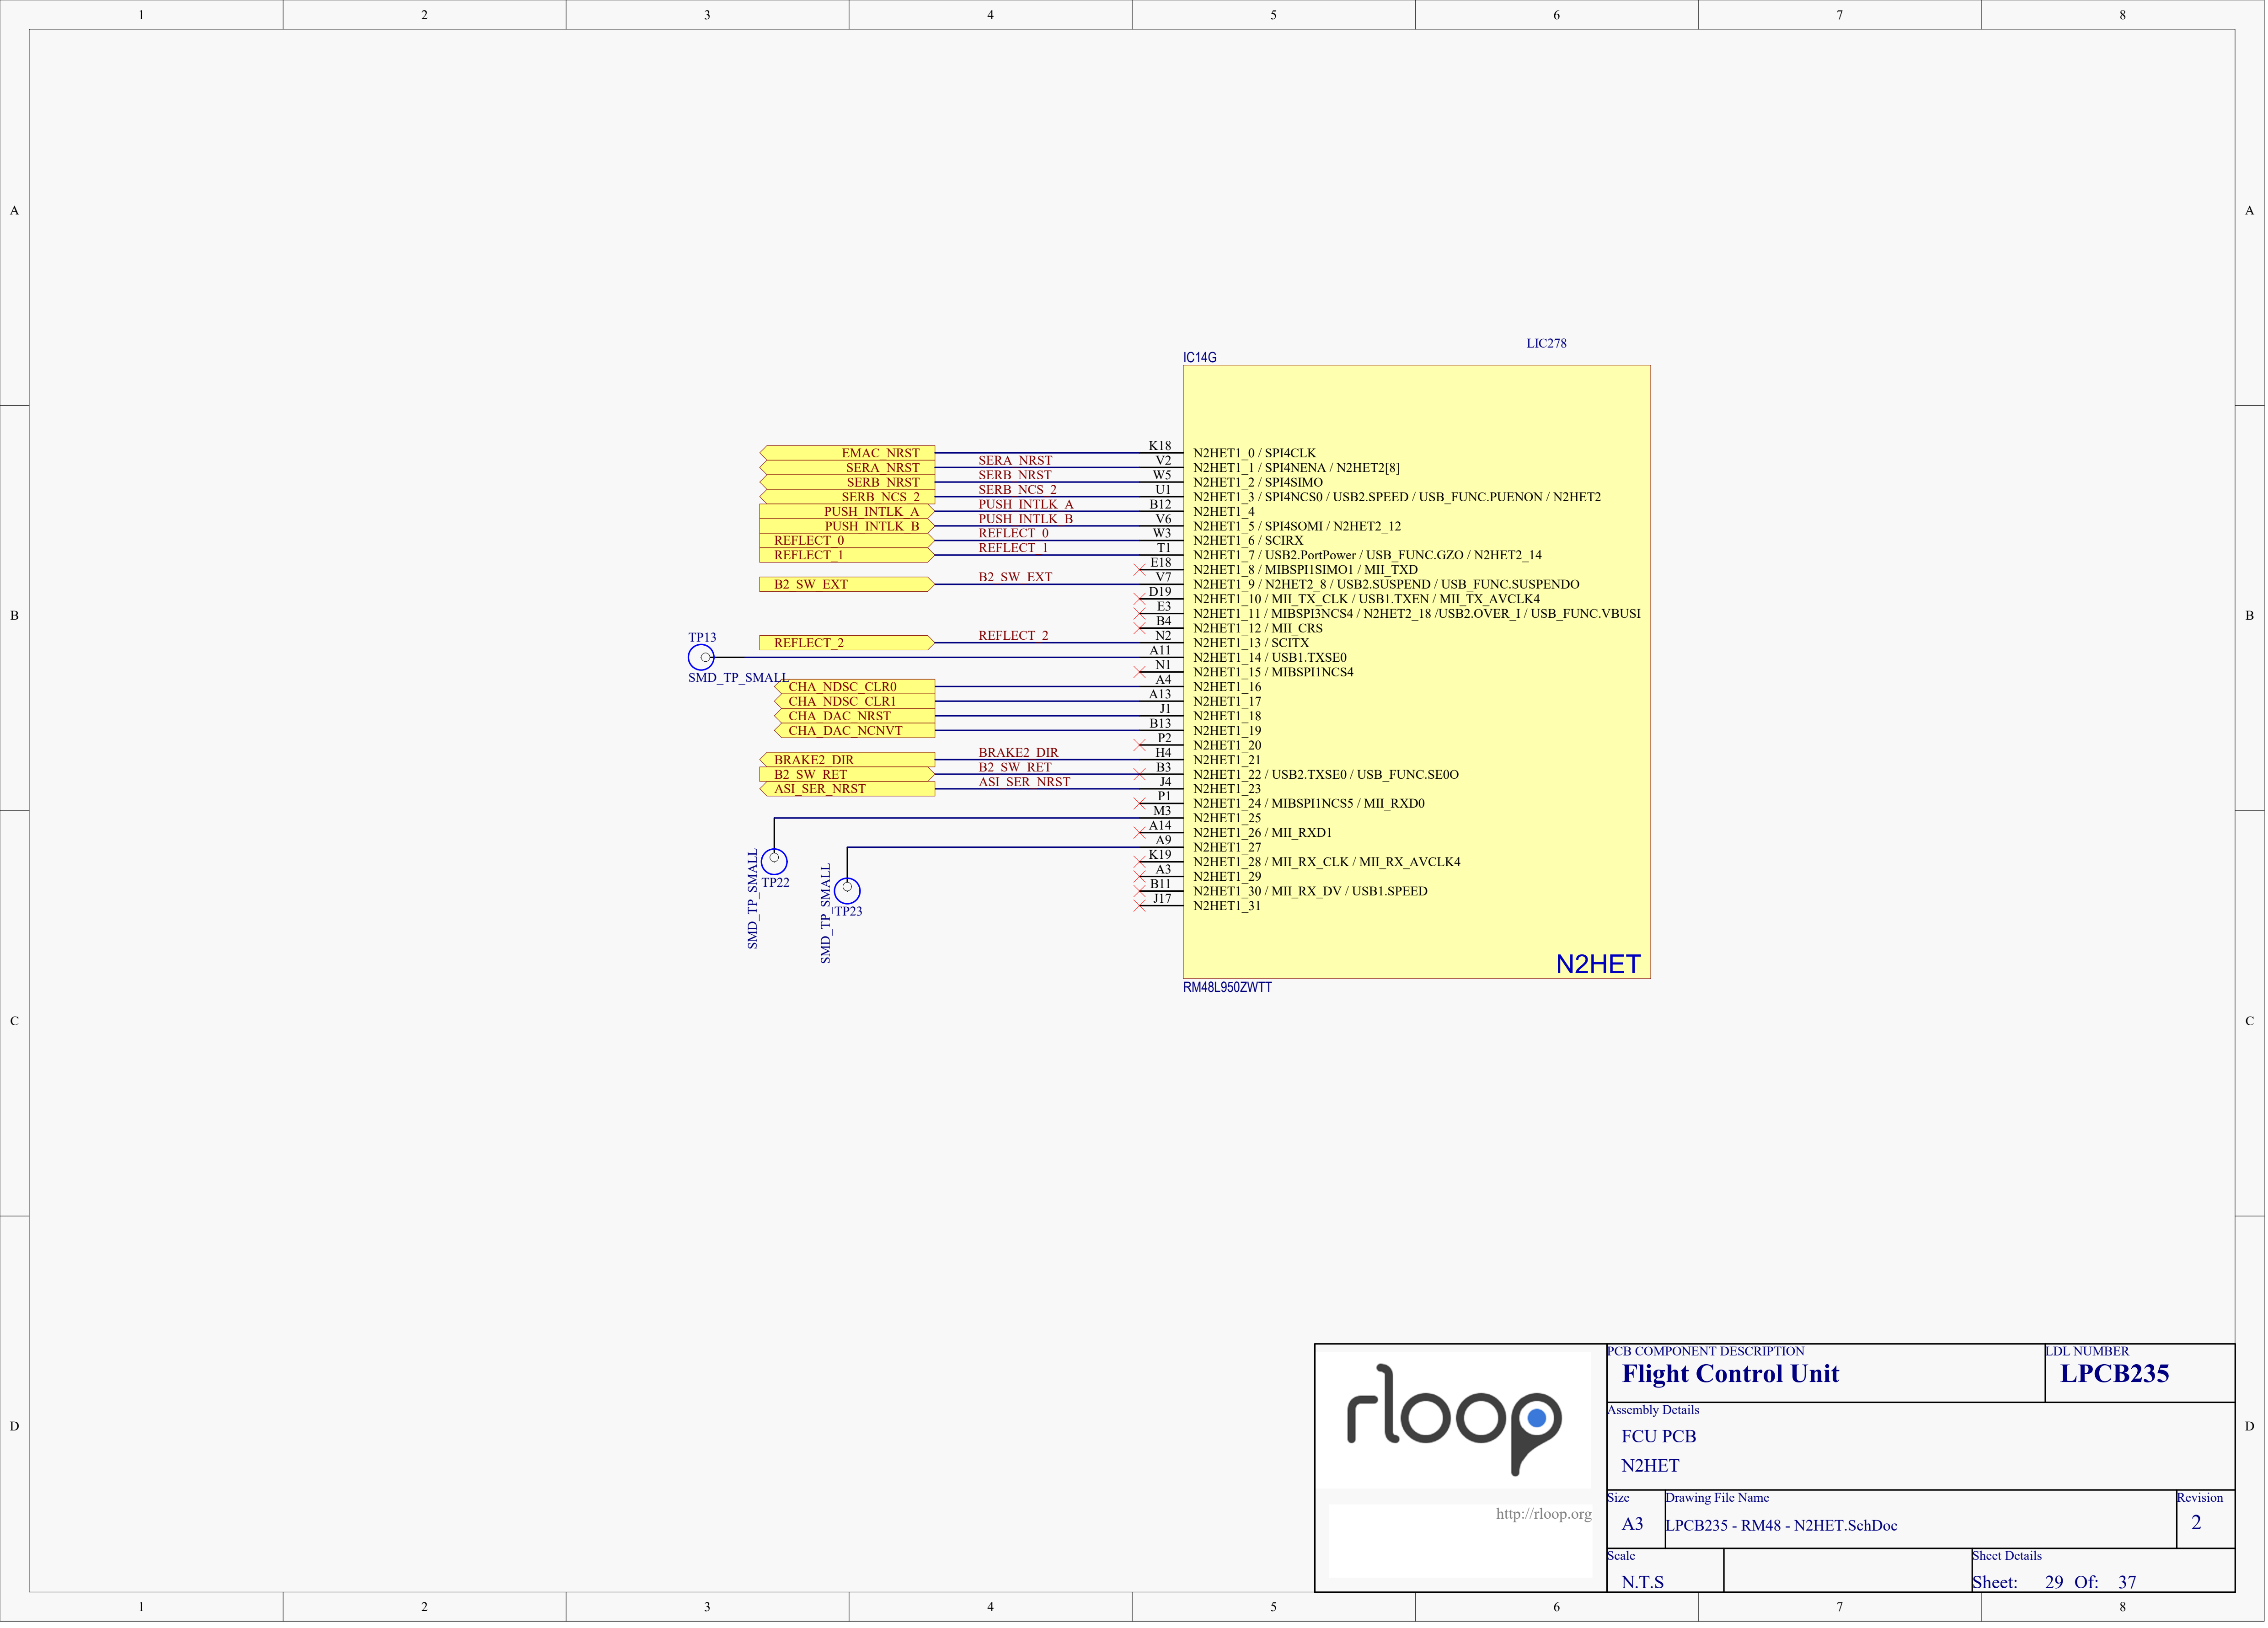 1 2 3 4 5 6 7 8
A A
LIC278
IC14G
EMAC_NRST K18 N2HET1_0 / SPI4CLK
SERA_NRST SERA_NRST V2 N2HET1_1 / SPI4NENA / N2HET2[8]
SERB_NRST SERB_NRST W5 N2HET1_2 / SPI4SIMO
SERB_NCS_2 SERB_NCS_2 U1 N2HET1_3 / SPI4NCS0 / USB2.SPEED / USB_FUNC.PUENON / N2HET2
PUSH_INTLK_A PUSH_INTLK_A B12 N2HET1_4
PUSH_INTLK_B PUSH_INTLK_B V6 N2HET1_5 / SPI4SOMI / N2HET2_12
REFLECT_0 REFLECT_0 W3 N2HET1_6 / SCIRX
REFLECT_1 REFLECT_1 T1 N2HET1_7 / USB2.PortPower / USB_FUNC.GZO / N2HET2_14
E18 N2HET1_8 / MIBSPI1SIMO1 / MII_TXD
B2_SW_EXT B2_SW_EXT V7 N2HET1_9 / N2HET2_8 / USB2.SUSPEND / USB_FUNC.SUSPENDO
D19 N2HET1_10 / MII_TX_CLK / USB1.TXEN / MII_TX_AVCLK4
B E3 N2HET1_11 / MIBSPI3NCS4 / N2HET2_18 /USB2.OVER_I / USB_FUNC.VBUSI B
B4 N2HET1_12 / MII_CRS
REFLECT_2 REFLECT_2 N2 N2HET1_13 / SCITX
TP13 A11 N2HET1_14 / USB1.TXSE0
SMD_TP_SMALL N1 N2HET1_15 / MIBSPI1NCS4
CHA_NDSC_CLR0 A4 N2HET1_16
CHA_NDSC_CLR1 A13 N2HET1_17
CHA_DAC_NRST J1 N2HET1_18
CHA_DAC_NCNVT B13 N2HET1_19
P2 N2HET1_20
BRAKE2_DIR BRAKE2_DIR H4 N2HET1_21
B2_SW_RET B2_SW_RET B3 N2HET1_22 / USB2.TXSE0 / USB_FUNC.SE0O
ASI_SER_NRST ASI_SER_NRST J4 N2HET1_23
P1 N2HET1_24 / MIBSPI1NCS5 / MII_RXD0
M3 N2HET1_25
A14 N2HET1_26 / MII_RXD1
A9 N2HET1_27
K19 N2HET1_28 / MII_RX_CLK / MII_RX_AVCLK4
A3 N2HET1_29
B11 N2HET1_30 / MII_RX_DV / USB1.SPEED
J17 N2HET1_31
TP22
SMD_TP_SMALL
TP23
SMD_TP_SMALL
N2HET
RM48L950ZWTT
C C
D D
rloop
http://rloop.org
PCB COMPONENT DESCRIPTION
Flight Control Unit
LDL NUMBER
LPCB235
Assembly Details
FCU PCB
N2HET
Size
A3
Drawing File Name
LPCB235 - RM48 - N2HET.SchDoc
Revision
2
Scale
N.T.S
Sheet Details
Sheet: 29 Of: 37
1 2 3 4 5 6 7 8